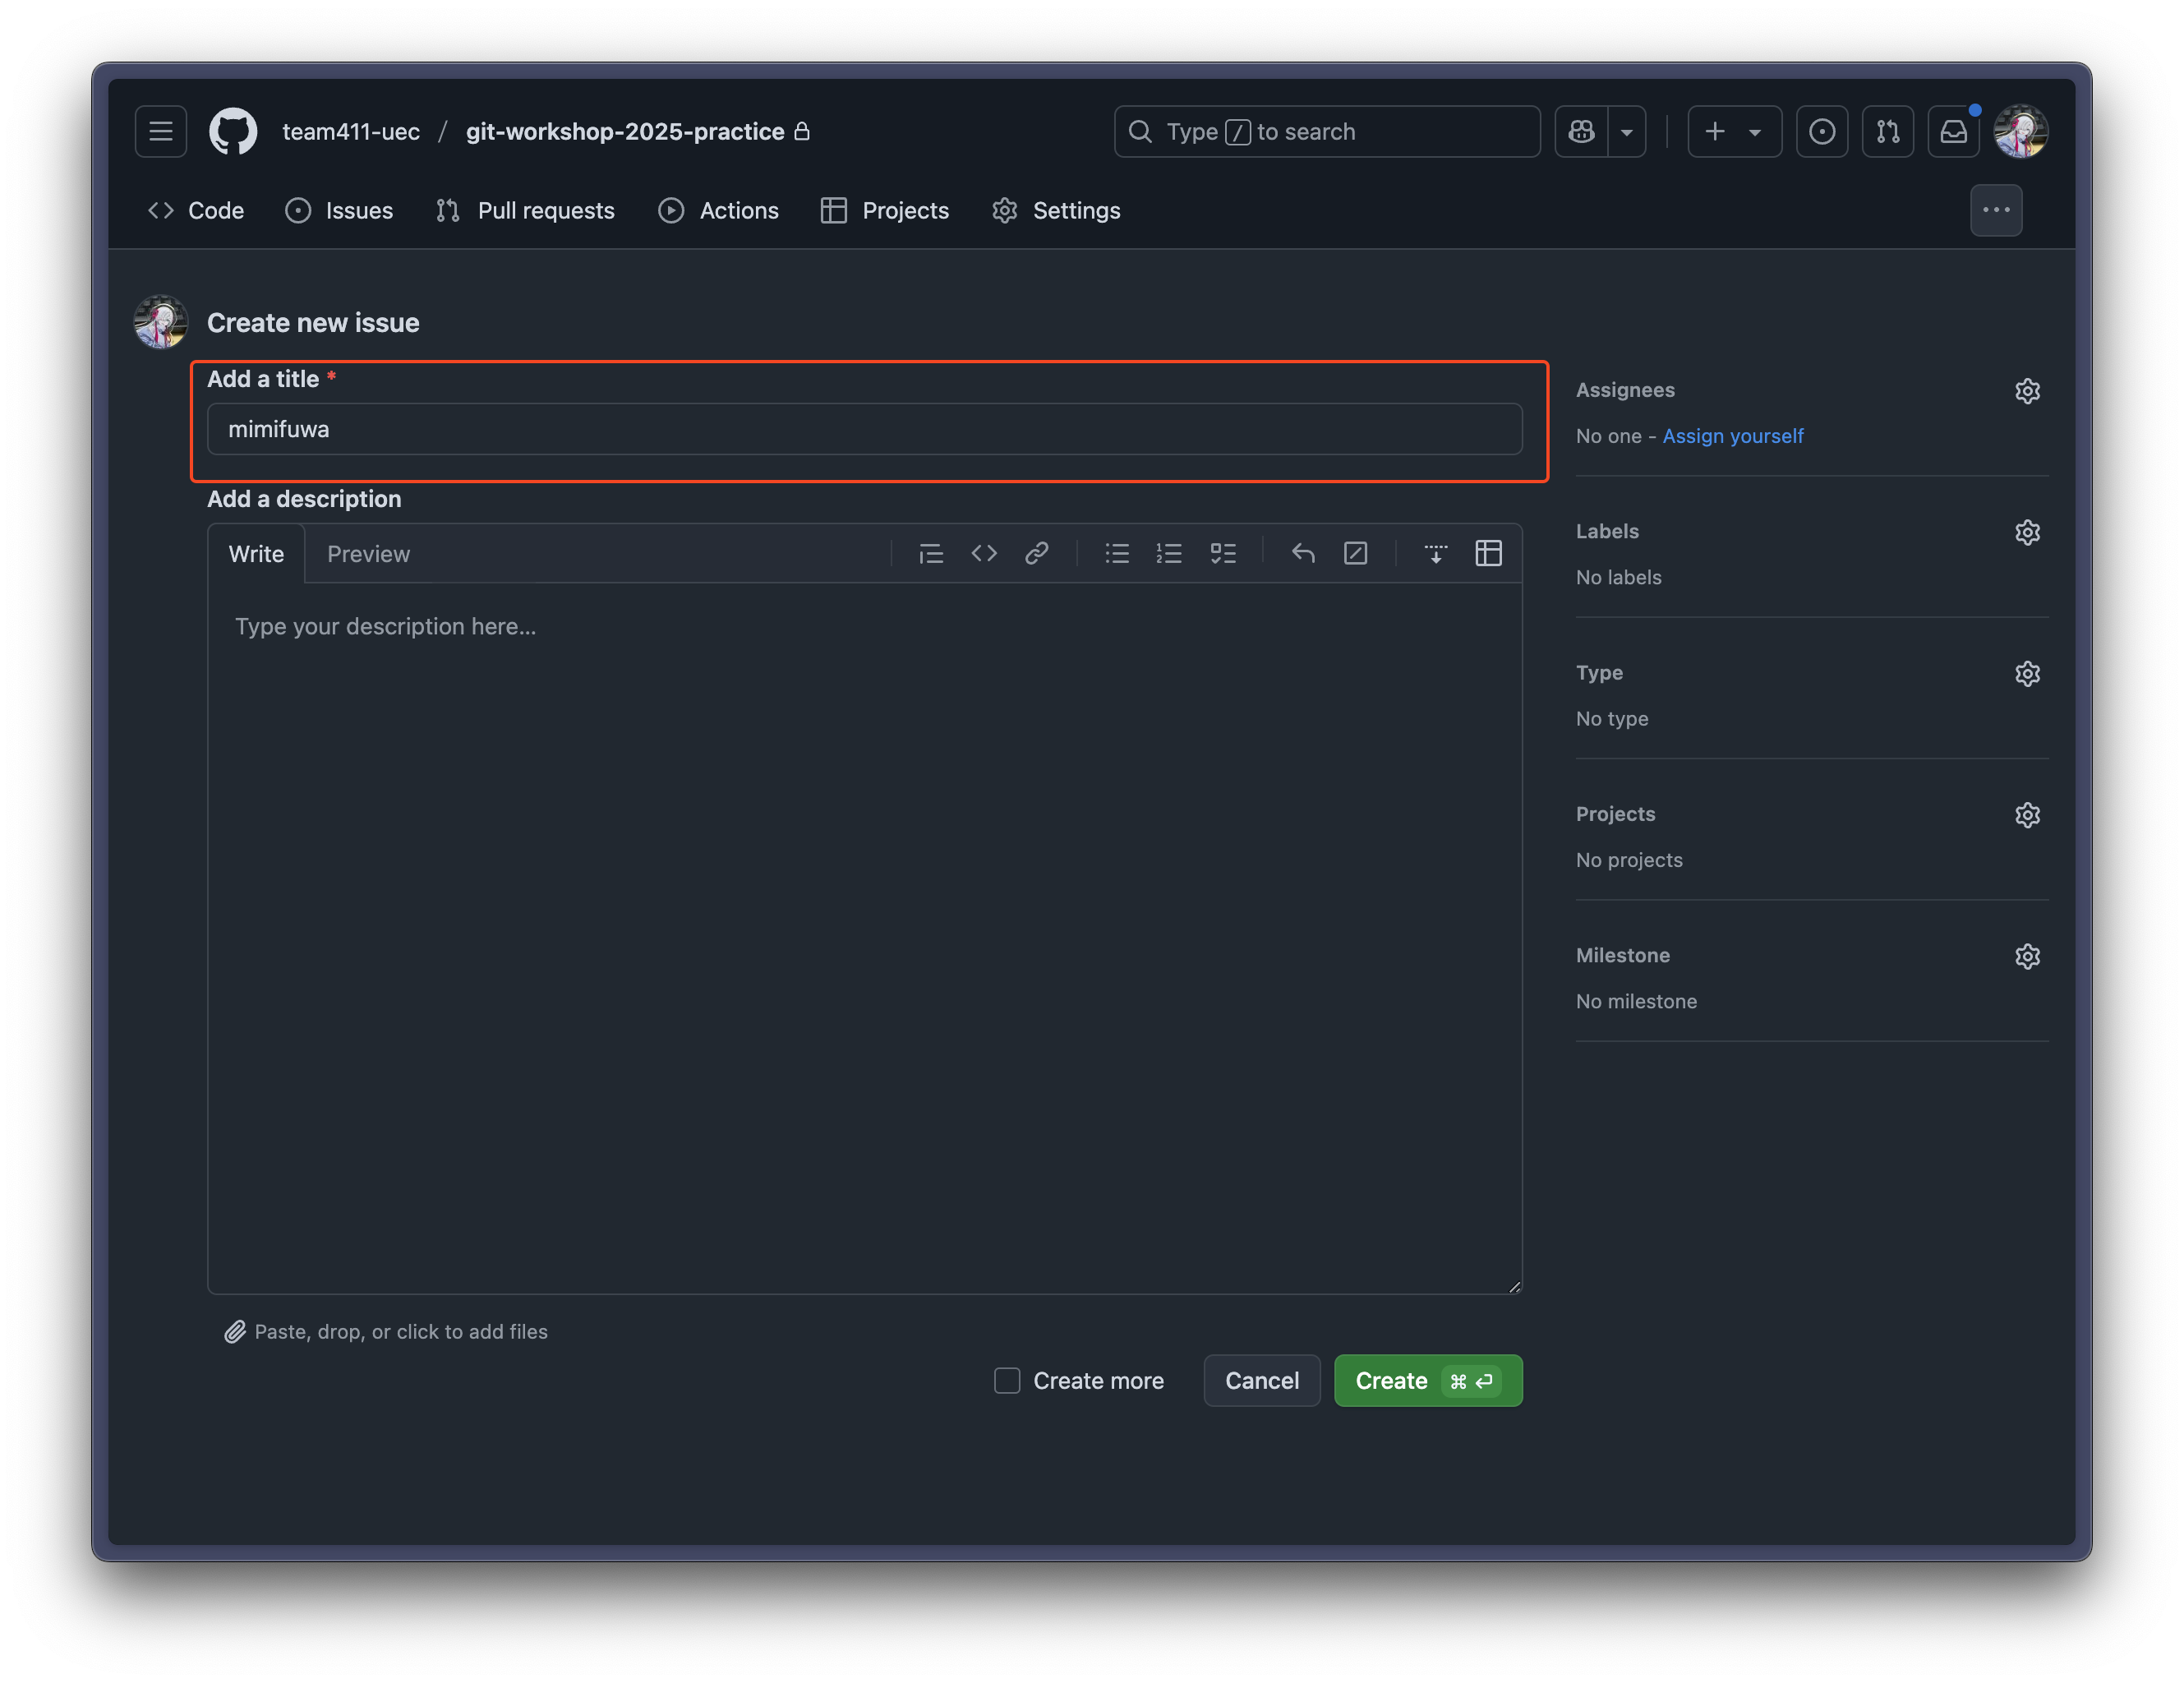 team411-uec / git-workshop-2025-practice
Type / to search
Code Issues Pull requests Actions Projects Settings
Create new issue
Add a title *
mimifuwa
Add a description
Write Preview
Type your description here...
Paste, drop, or click to add files
Create more Cancel Create ⌘ ↵
Assignees
No one - Assign yourself
Labels
No labels
Type
No type
Projects
No projects
Milestone
No milestone